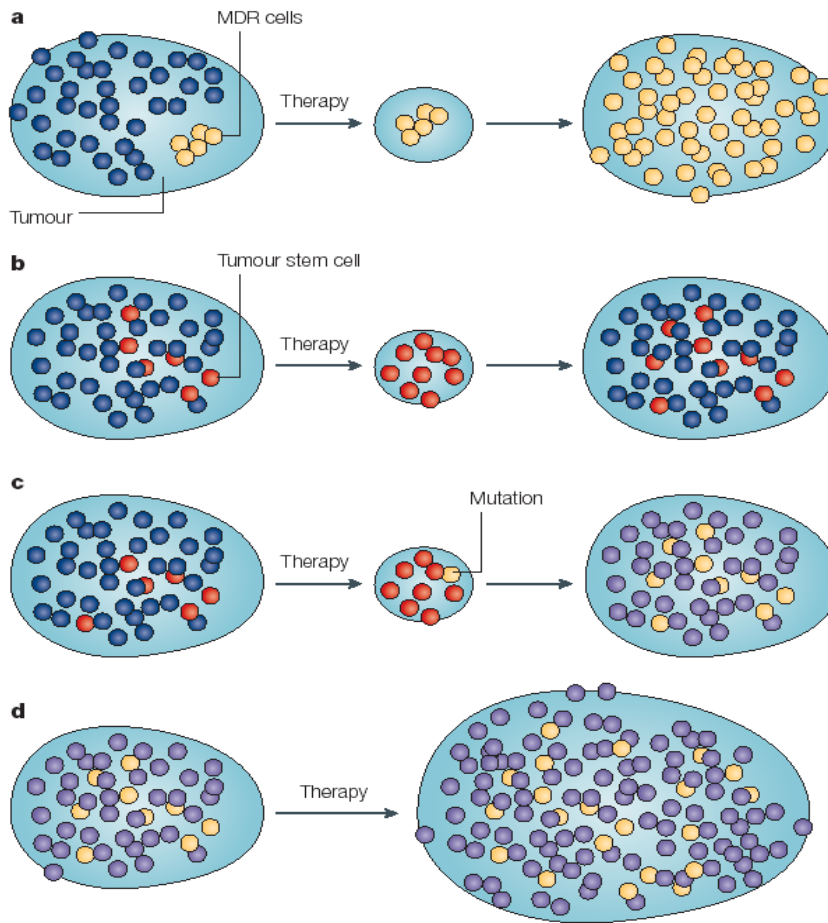 a
MDR cells
Therapy
Tumour
b
Tumour stem cell
Therapy
c
Mutation
Therapy
d
Therapy